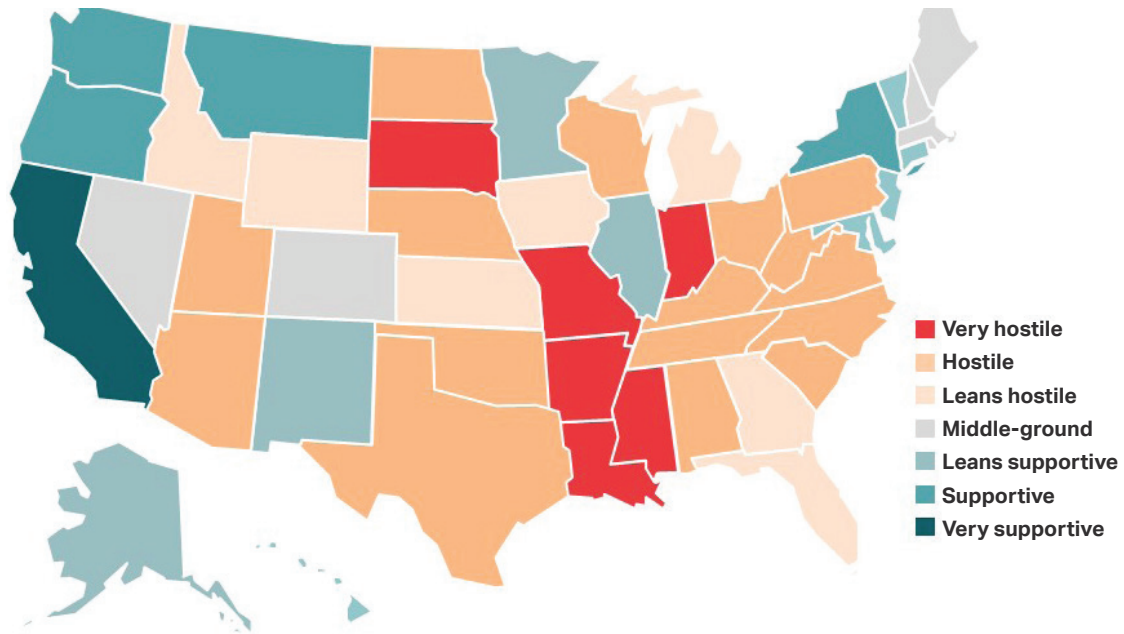 Very hostile
Hostile
Leans hostile
Middle-ground
Leans supportive
Supportive
Very supportive